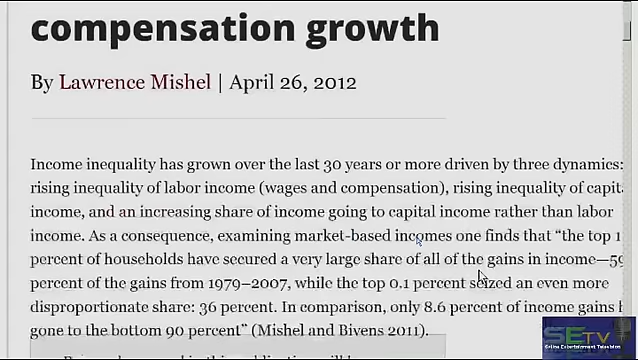 compensation growth
By Lawrence Mishel | April 26, 2012
Income inequality has grown over the last 30 years or more driven by three dynamics:
rising inequality of labor income (wages and compensation), rising inequality of capit
income, and an increasing share of income going to capital income rather than labor
income. As a consequence, examining market-based incomes one finds that “the top 1
percent of households have secured a very large share of all of the gains in income—59
percent of the gains from 1979–2007, while the top 0.1 percent seized an even more
disproportionate share: 36 percent. In comparison, only 8.6 percent of income gains h
gone to the bottom 90 percent” (Mishel and Bivens 2011).
SETV
Online Entertainment Television